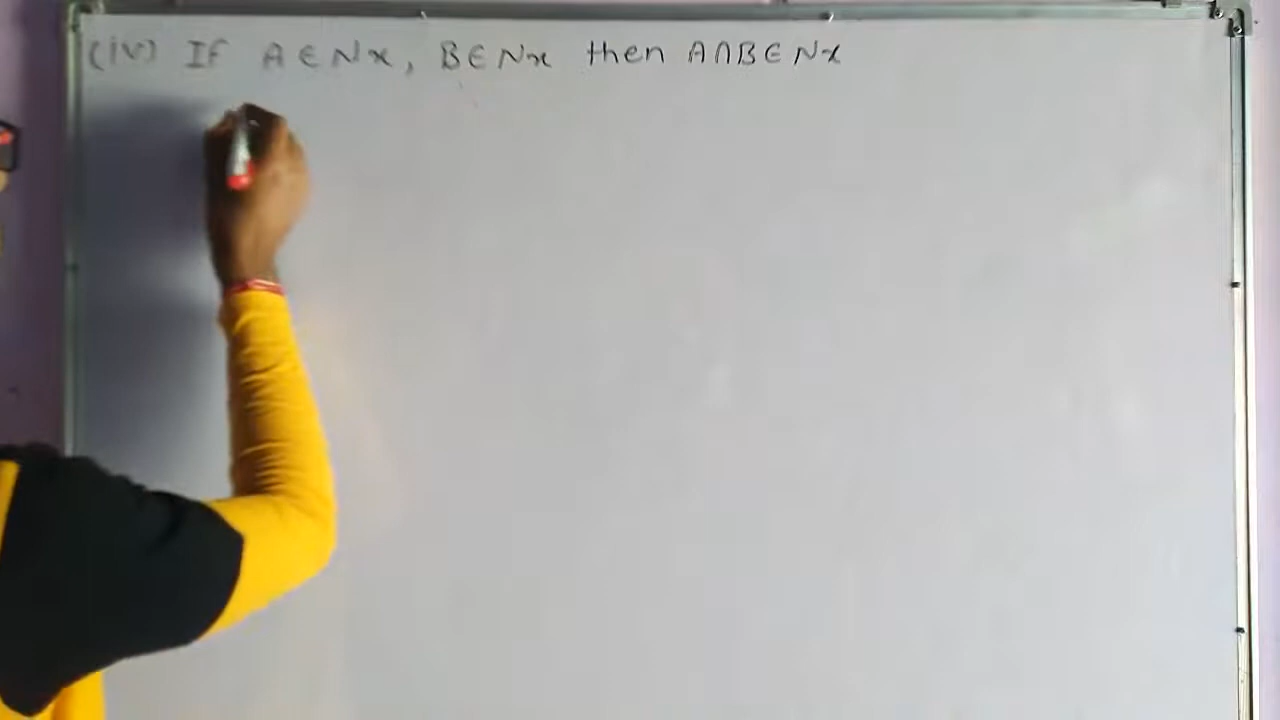 (iv) If A ∈ Nx, B ∈ Nx then A∩B ∈ Nx